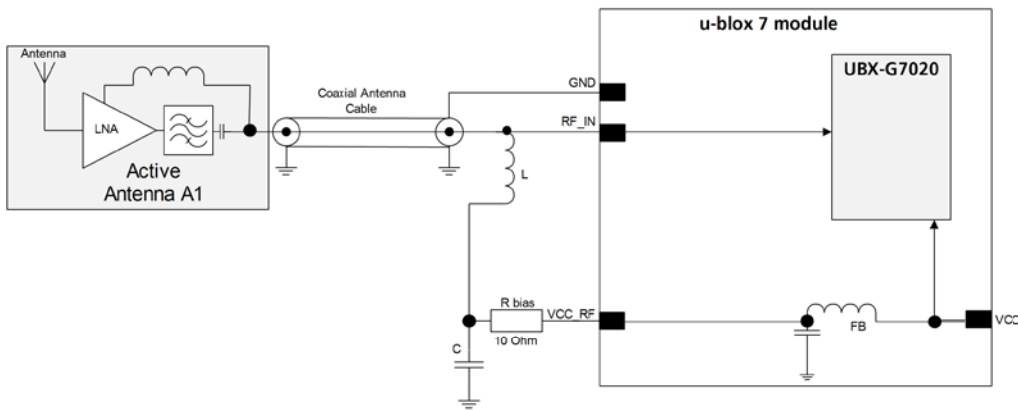 u-blox 7 module
Antenna
UBX-G7020
GND
Coaxial Antenna
Cable
LNA
RF_IN
Active
Antenna A1
L
R bias
VCC_RF
10 Ohm
C
FB
VCC